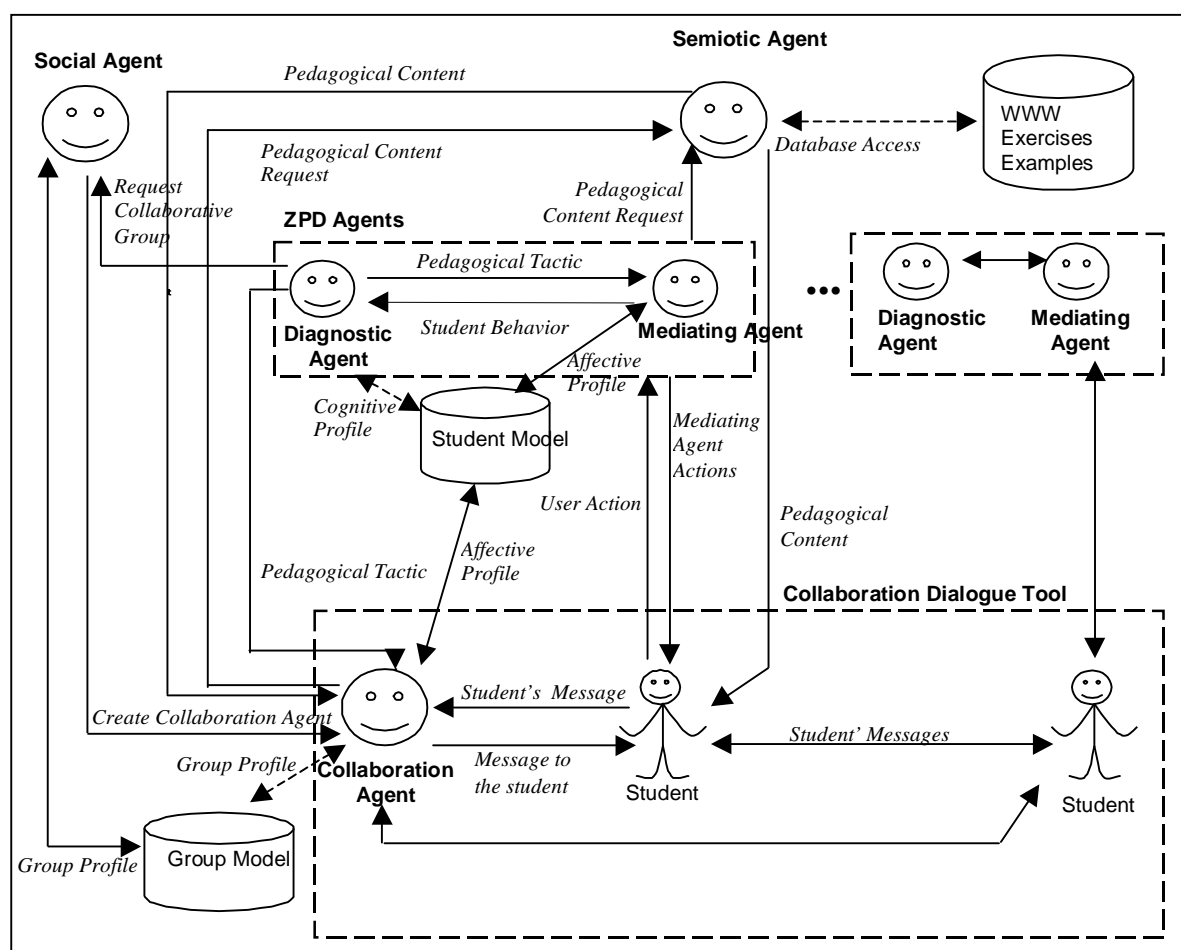 Semiotic Agent
Social Agent
Pedagogical Content
WWW
Exercises
Examples
Database Access
Pedagogical Content
Request
Request
Collaborative
Group
Pedagogical
Content Request
ZPD Agents
Pedagogical Tactic
Student Behavior
Diagnostic
Agent
Mediating Agent
•••
Diagnostic
Agent
Mediating
Agent
Affective
Profile
Cognitive
Profile
Student Model
Mediating
Agent
Actions
User Action
Pedagogical
Content
Affective
Profile
Pedagogical Tactic
Collaboration Dialogue Tool
Student’s Message
Create Collaboration Agent
Student’ Messages
Group Profile
Collaboration
Agent
Message to
the student
Student
Student
Group Model
Group Profile